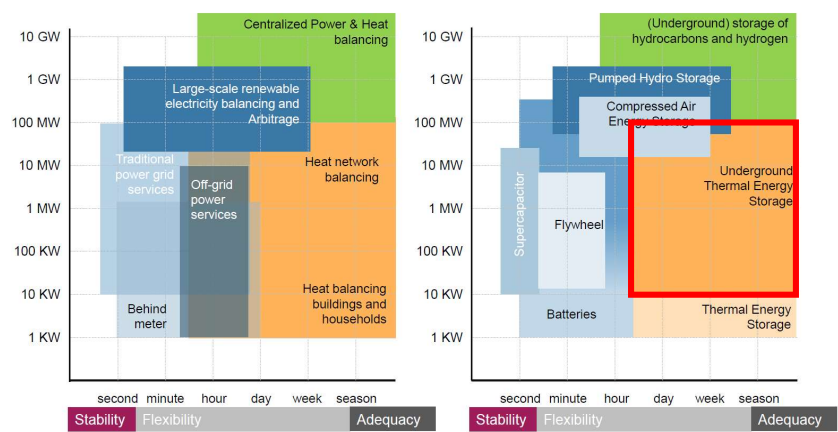 Centralized Power & Heat
balancing
10 GW
1 GW
100 MW
10 MW
1 MW
100 KW
10 KW
1 KW
Large-scale renewable
electricity balancing and
Arbitrage
Traditional
power grid
services
Off-grid
power
services
Heat network
balancing
Heat balancing
buildings and
households
Behind
meter
second minute hour day week season
Stability Flexibility Adequacy
(Underground) storage of
hydrocarbons and hydrogen
10 GW
1 GW
100 MW
10 MW
1 MW
100 KW
10 KW
1 KW
Pumped Hydro Storage
Compressed Air
Energy Storage
Underground
Thermal Energy
Storage
Supercapacitor
Flywheel
Batteries
Thermal Energy
Storage
second minute hour day week season
Stability Flexibility Adequacy